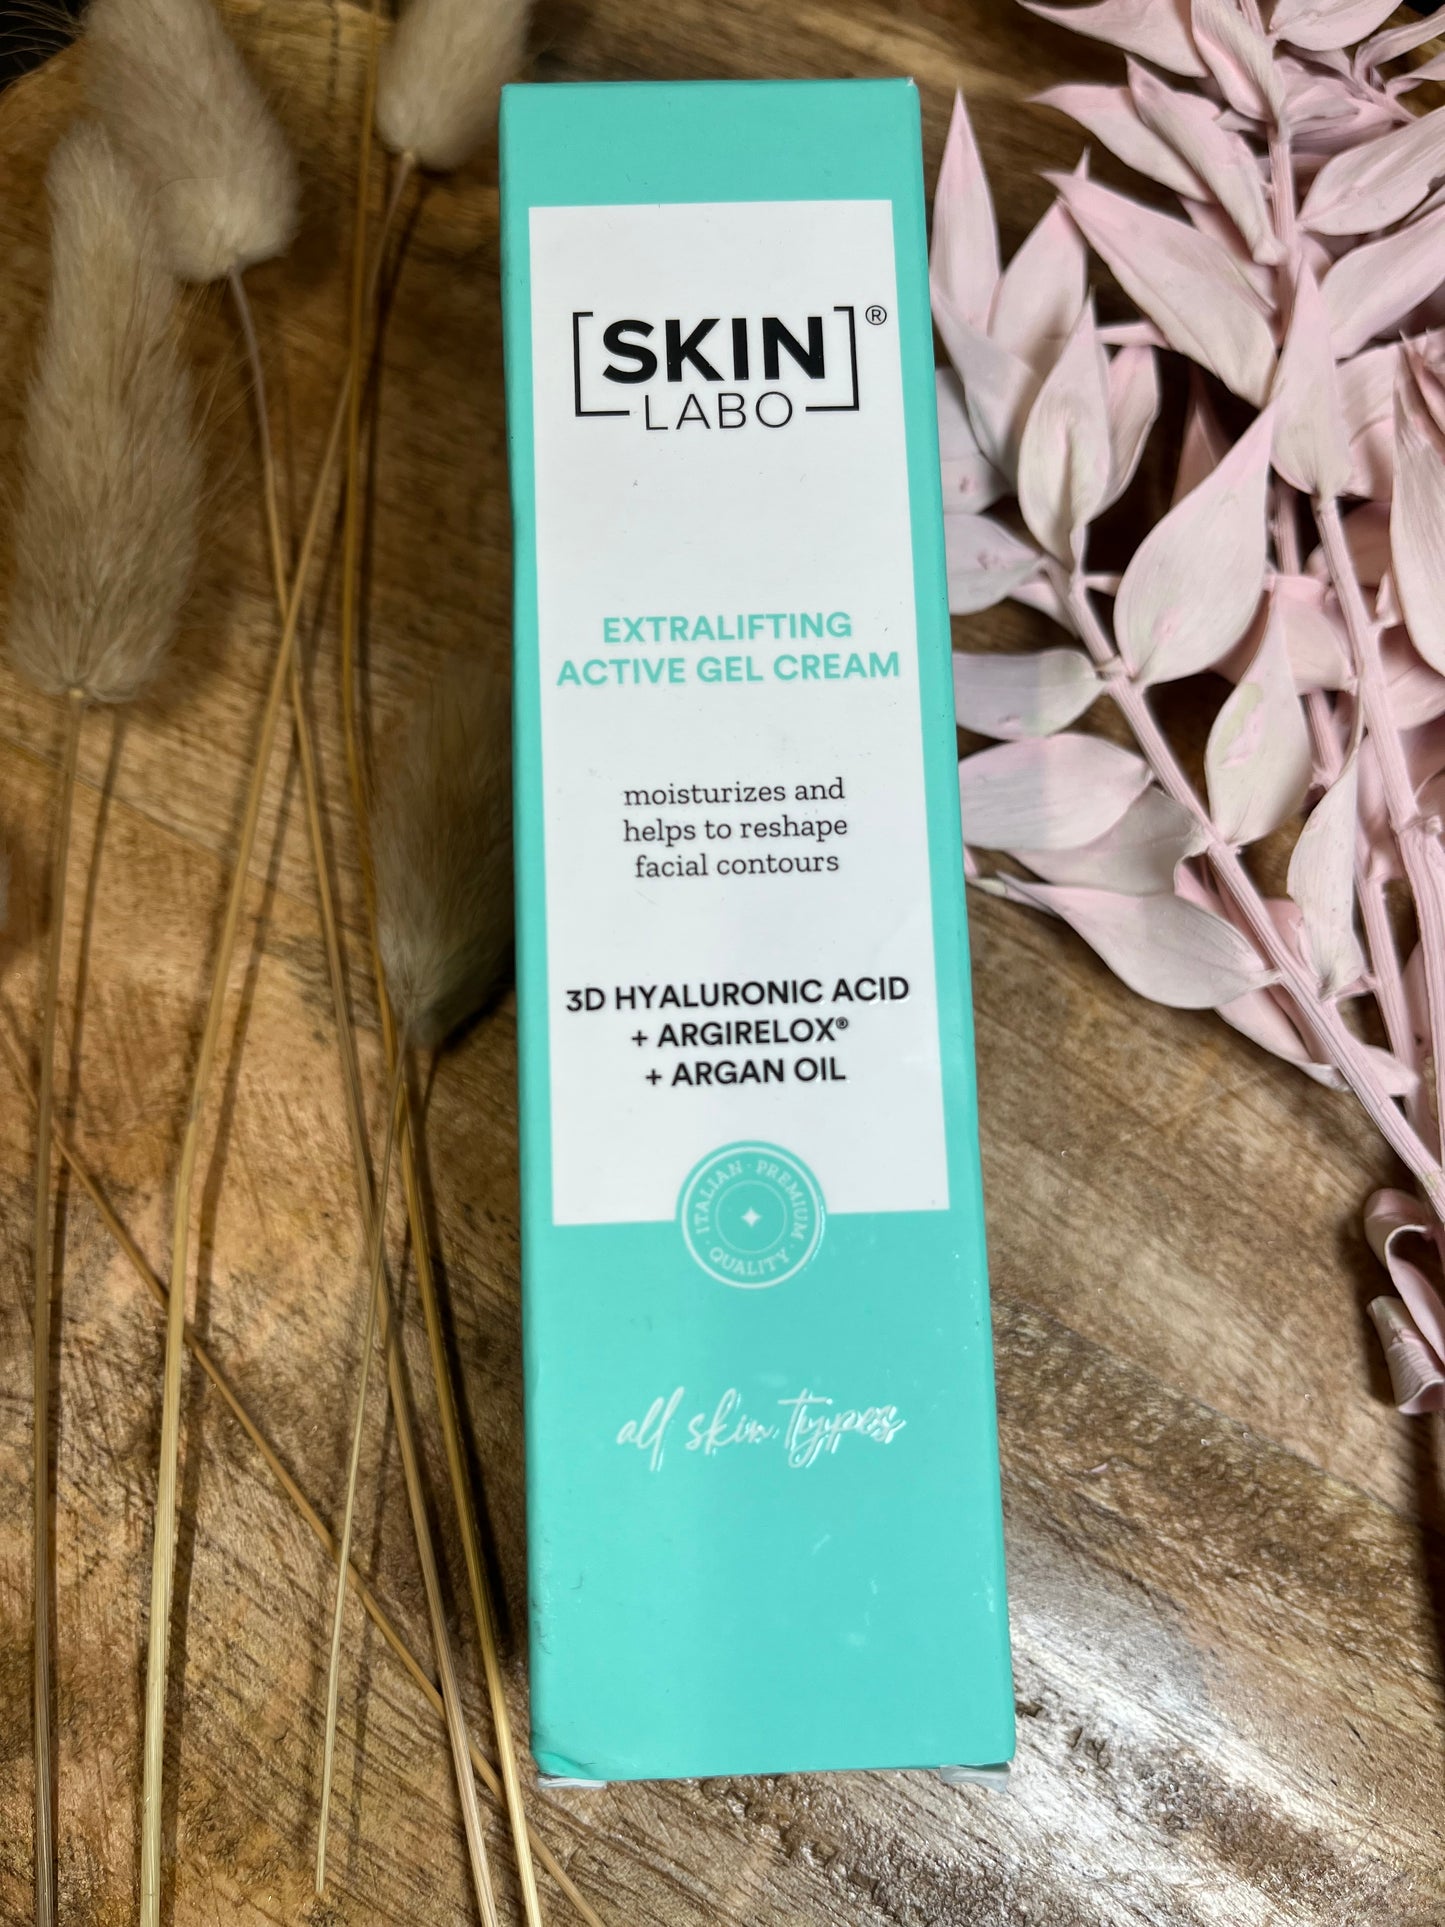 [SKIN]®
LABO
EXTRALIFTING
ACTIVE GEL CREAM
moisturizes and
helps to reshape
facial contours
3D HYALURONIC ACID
+ ARGIRELOX®
+ ARGAN OIL
ITALIAN · PREMIUM · QUALITY ·
all skin types